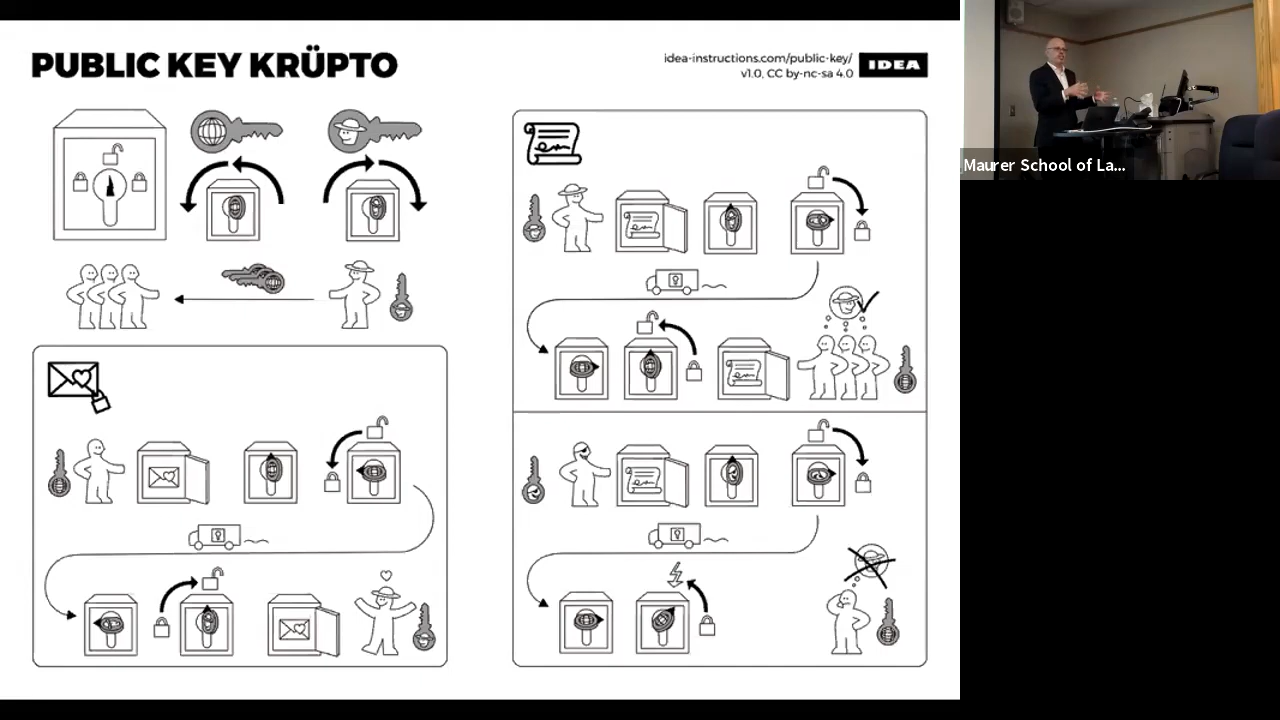 PUBLIC KEY KRÜPTO
idea-instructions.com/public-key/
v1.0, CC by-nc-sa 4.0
IDEA
Maurer School of La...